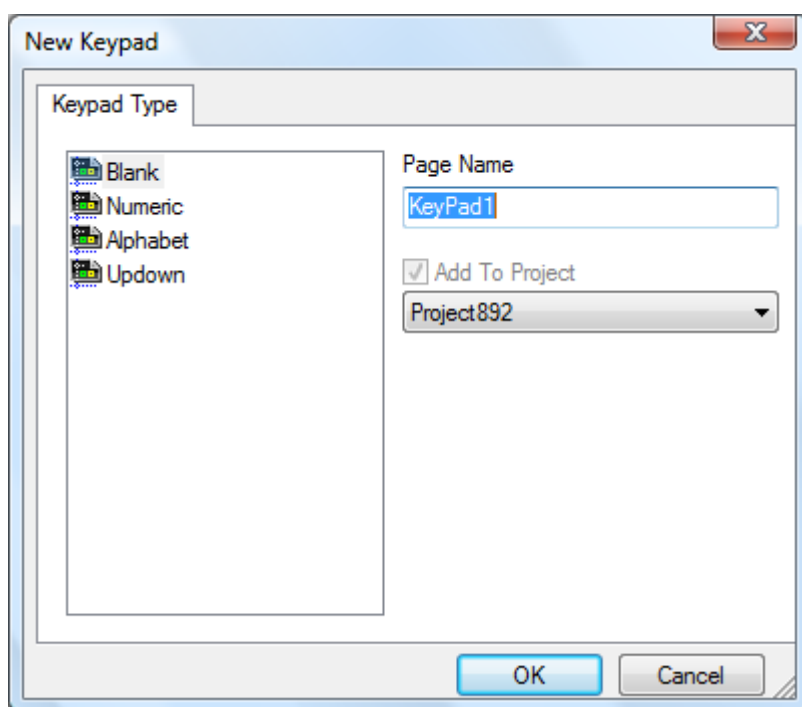 New Keypad
Keypad Type
Blank
Numeric
Alphabet
Updown
Page Name
KeyPad1
Add To Project
Project892
OK
Cancel